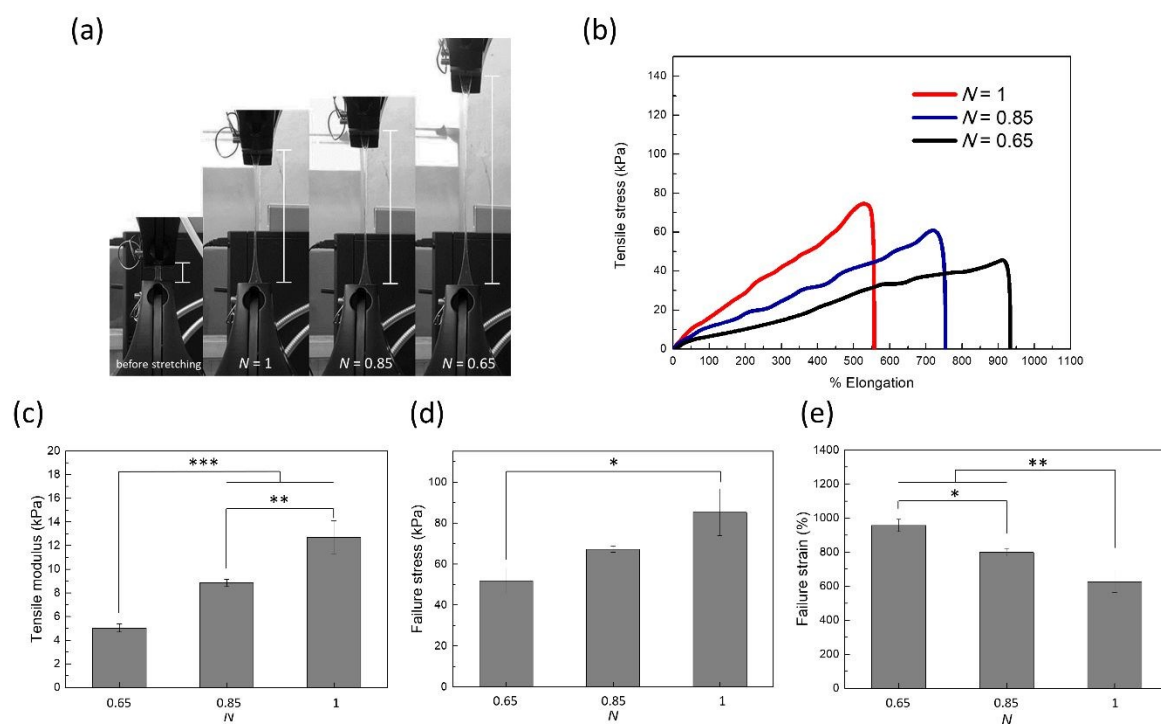 (a)
before stretching
N = 1
N = 0.85
N = 0.65
(b)
Tensile stress (kPa)
140
120
100
80
60
40
20
0
0 100 200 300 400 500 600 700 800 900 1000 1100
% Elongation
N = 1
N = 0.85
N = 0.65
(c)
Tensile modulus (kPa)
20
18
16
14
12
10
8
6
4
2
0
***
**
0.65 0.85 1
N
(d)
Failure stress (kPa)
100
80
60
40
20
0
*
0.65 0.85 1
N
(e)
Failure strain (%)
1400
1200
1000
800
600
400
200
0
**
*
0.65 0.85 1
N